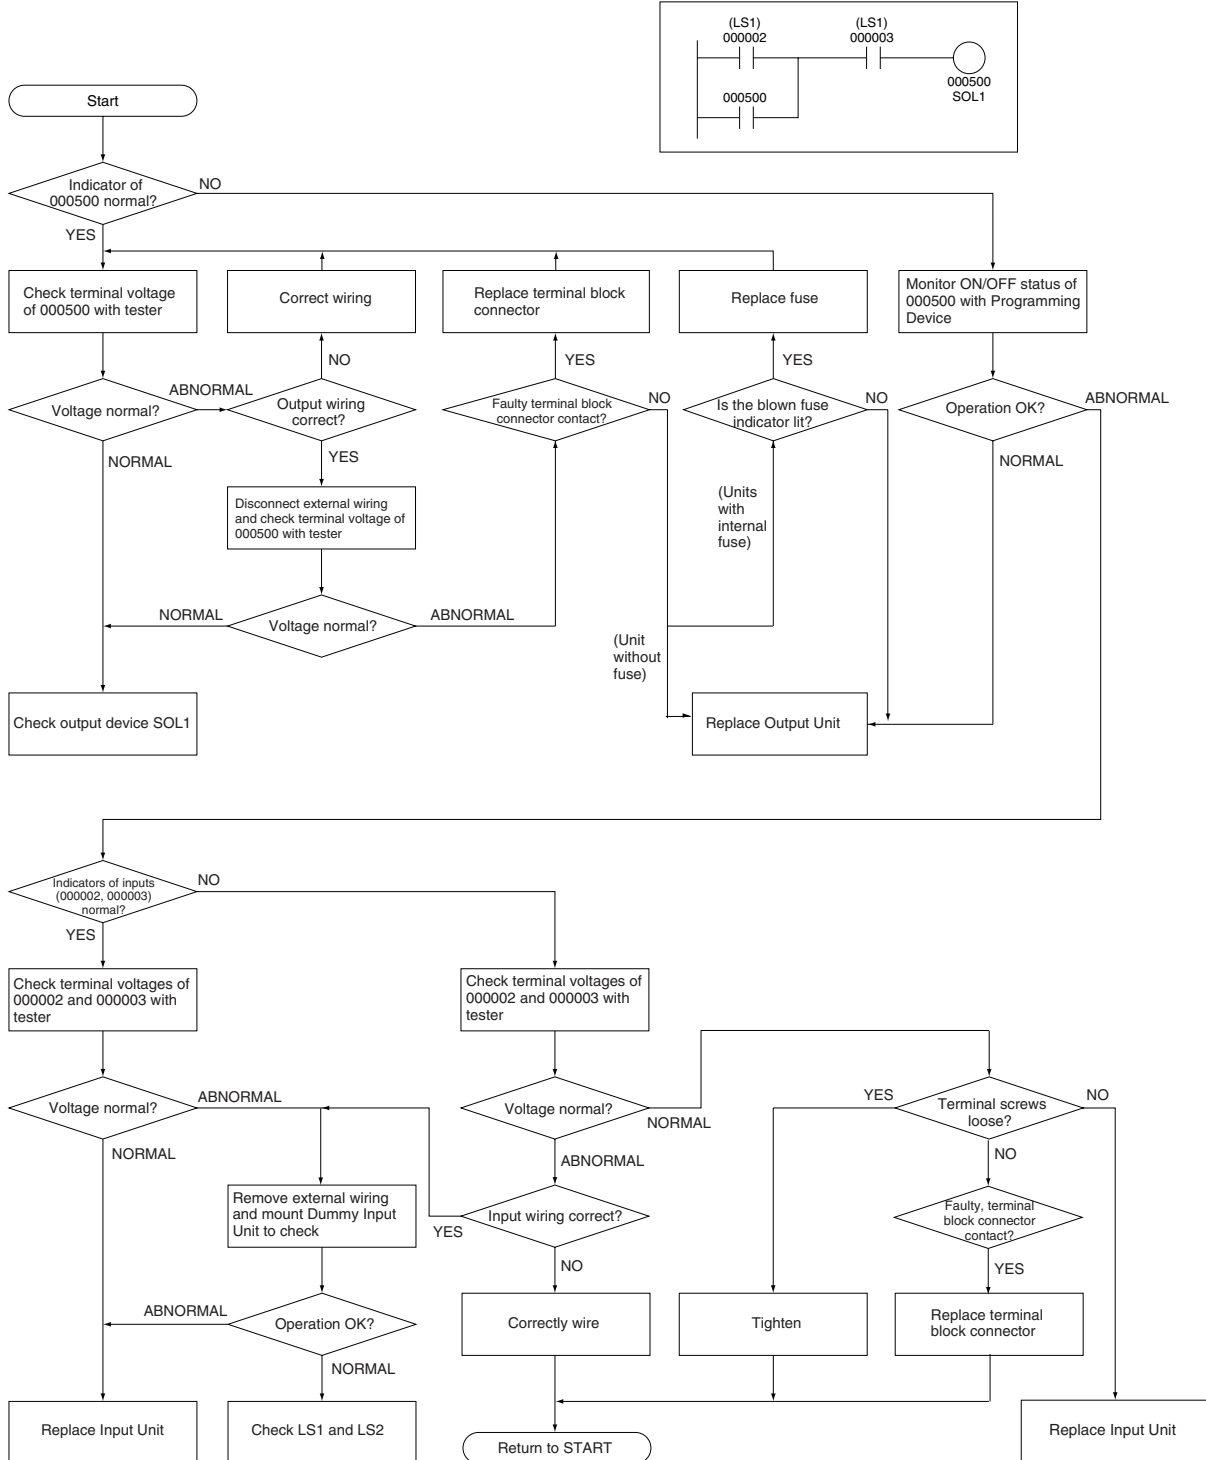 (LS1)
000002
(LS1)
000003
000500
000500
SOL1
Start
Indicator of
000500 normal?
NO
YES
Check terminal voltage
of 000500 with tester
Correct wiring
Replace terminal block
connector
Replace fuse
Monitor ON/OFF status of
000500 with Programming
Device
NO
YES
YES
ABNORMAL
Voltage normal?
Output wiring
correct?
Faulty terminal block
connector contact?
NO
Is the blown fuse
indicator lit?
NO
Operation OK?
ABNORMAL
NORMAL
YES
NORMAL
Disconnect external wiring
and check terminal voltage of
000500 with tester
(Units
with
internal
fuse)
NORMAL
Voltage normal?
ABNORMAL
(Unit
without
fuse)
Check output device SOL1
Replace Output Unit
Indicators of inputs
(000002, 000003)
normal?
NO
YES
Check terminal voltages of
000002 and 000003 with
tester
Check terminal voltages of
000002 and 000003 with
tester
Voltage normal?
ABNORMAL
Voltage normal?
NORMAL
YES
Terminal screws
loose?
NO
NORMAL
ABNORMAL
NO
Remove external wiring
and mount Dummy Input
Unit to check
YES
Input wiring correct?
Faulty, terminal
block connector
contact?
NO
YES
ABNORMAL
Operation OK?
Correctly wire
Tighten
Replace terminal
block connector
NORMAL
Replace Input Unit
Check LS1 and LS2
Return to START
Replace Input Unit